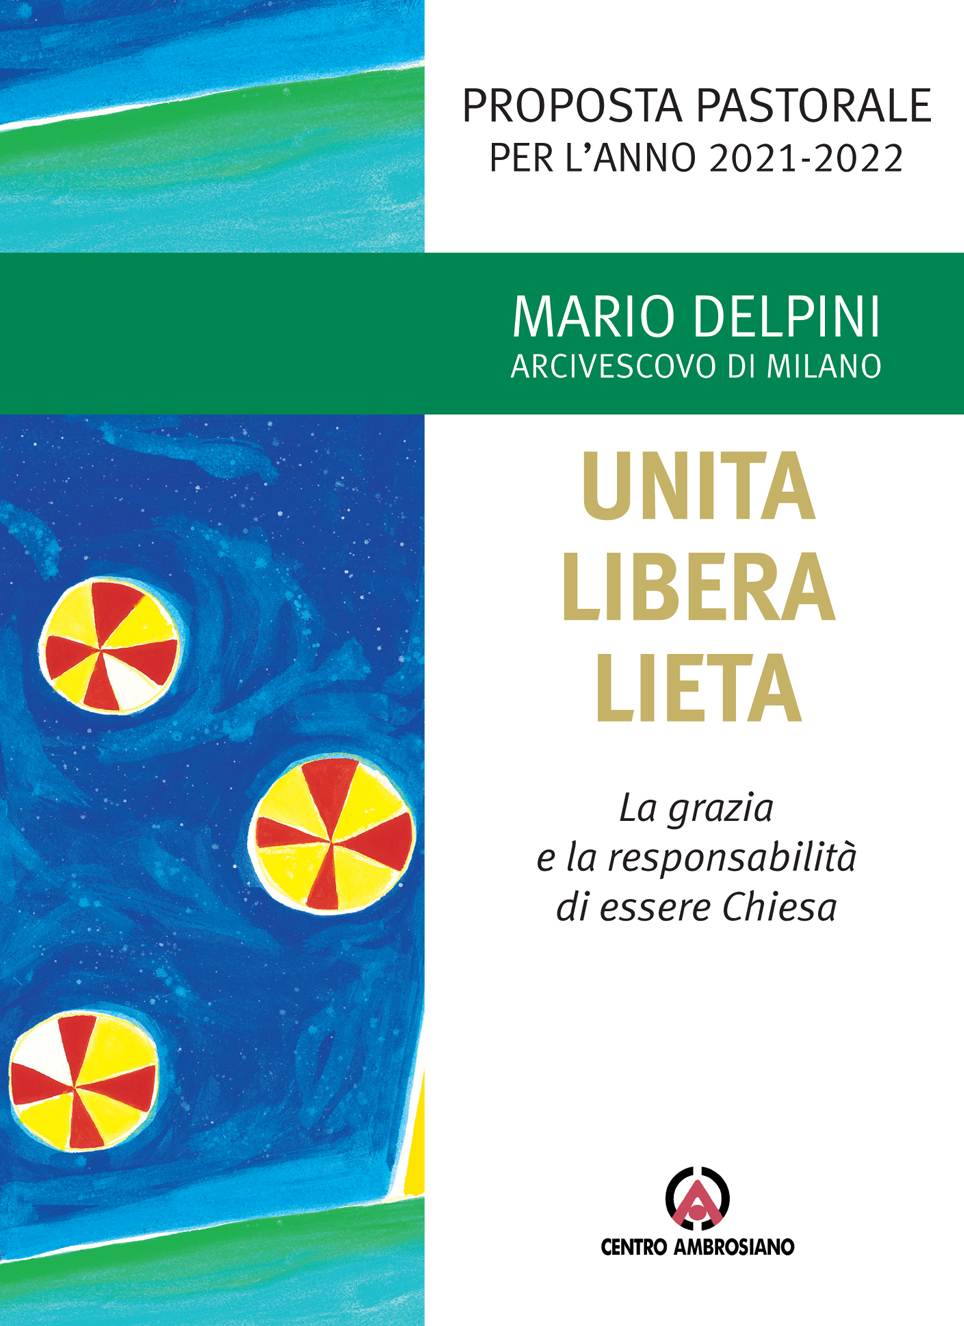 PROPOSTA PASTORALE
PER L’ANNO 2021-2022
MARIO DELPINI
ARCIVESCOVO DI MILANO
UNITA
LIBERA
LIETA
La grazia
e la responsabilità
di essere Chiesa
CENTRO AMBROSIANO